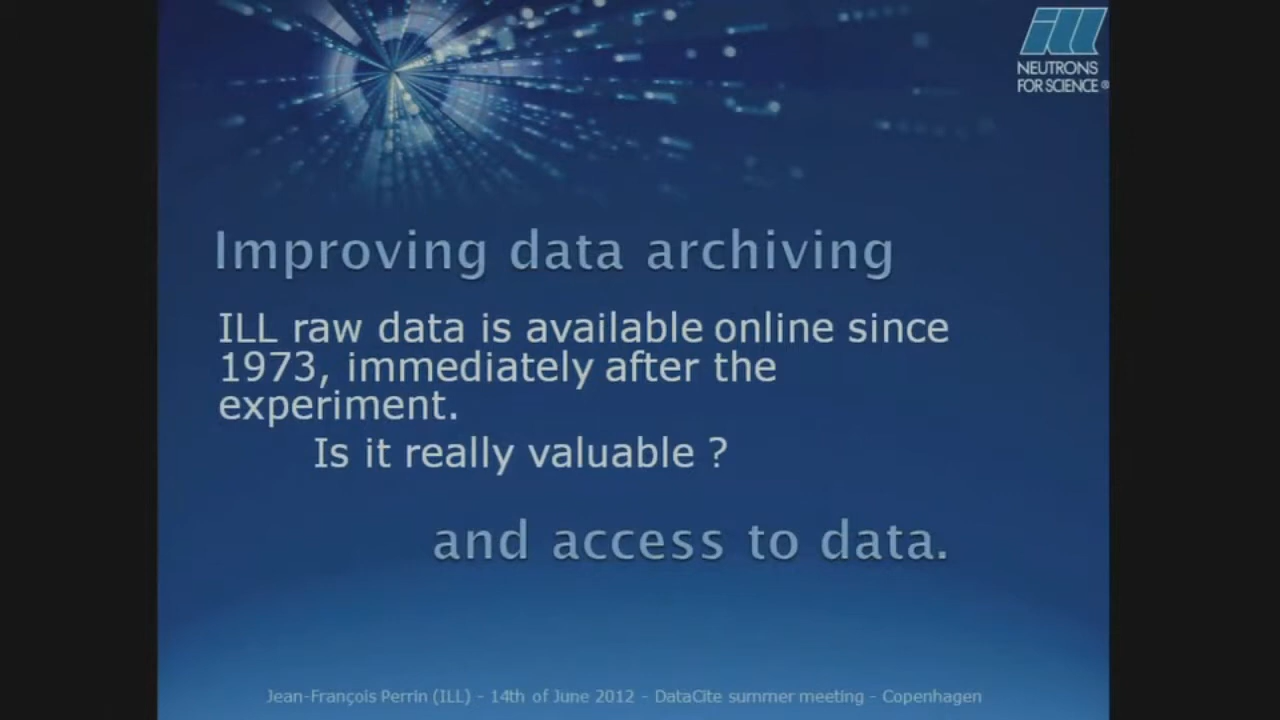 ill
NEUTRONS
FOR SCIENCE ®
Improving data archiving
ILL raw data is available online since
1973, immediately after the
experiment.
Is it really valuable ?
and access to data.
Jean-François Perrin (ILL) - 14th of June 2012 - DataCite summer meeting - Copenhagen